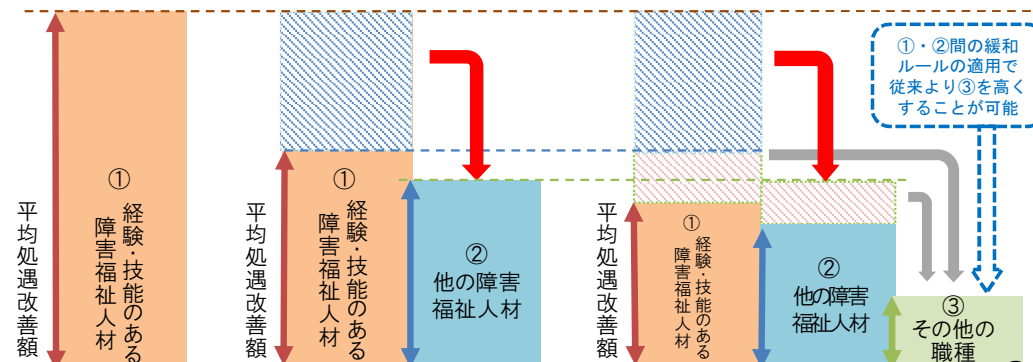 平均処遇改善額
①
経験・技能のある
障害福祉人材
平均処遇改善額
①
経験・技能のある
障害福祉人材
②
他の障害
福祉人材
平均処遇改善額
①
経験・技能のある
障害福祉人材
②
他の障害
福祉人材
①・②間の緩和
ルールの適用で
従来より③を高く
することが可能
③
その他の
職種